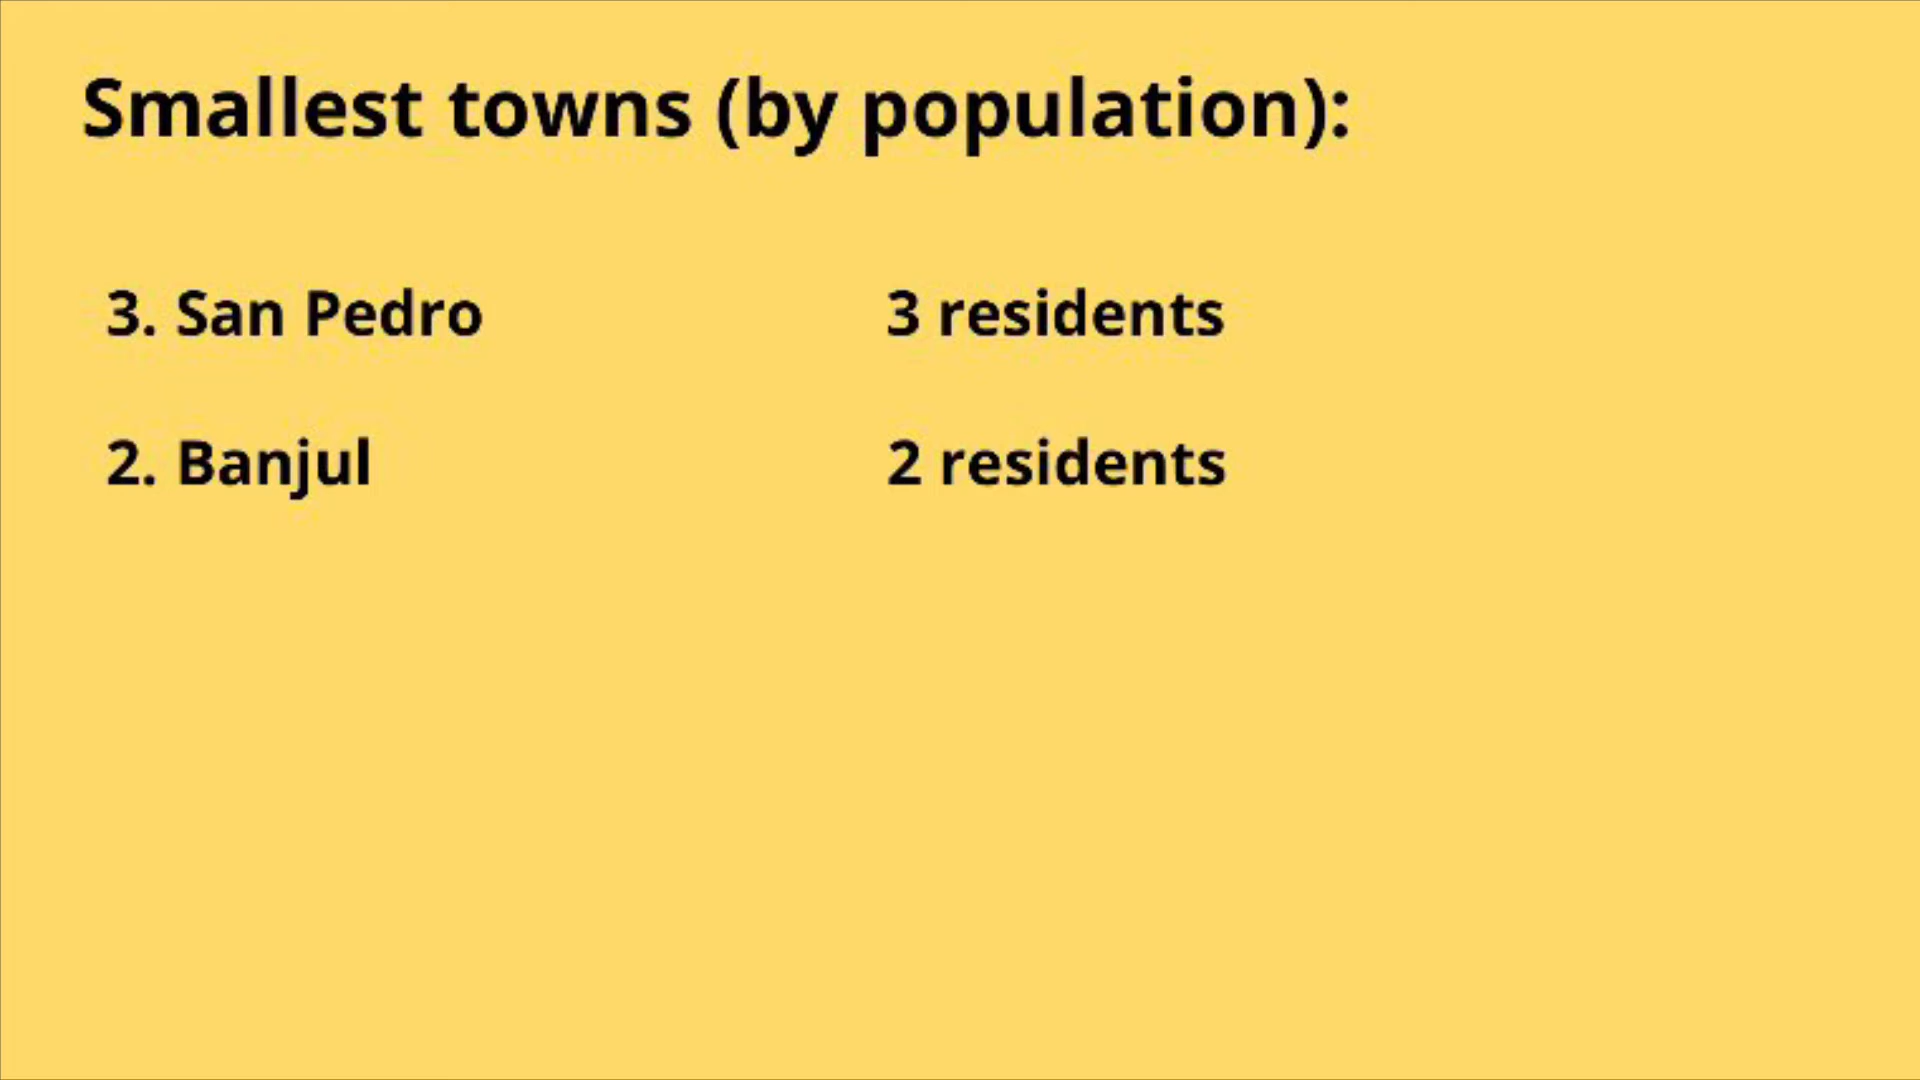 Smallest towns (by population):
3. San Pedro 3 residents
2. Banjul 2 residents